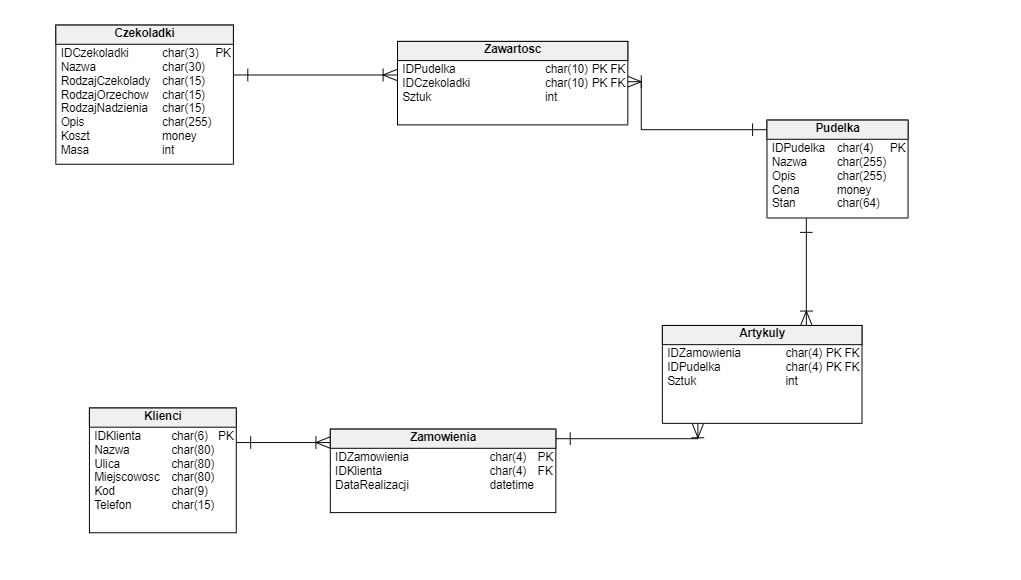 Czekoladki
IDCzekoladki char(3) PK
Nazwa char(30)
RodzajCzekolady char(15)
RodzajOrzechow char(15)
RodzajNadzienia char(15)
Opis char(255)
Koszt money
Masa int
Zawartosc
IDPudelka char(10) PK FK
IDCzekoladki char(10) PK FK
Sztuk int
Pudelka
IDPudelka char(4) PK
Nazwa char(255)
Opis char(255)
Cena money
Stan char(64)
Artykuly
IDZamowienia char(4) PK FK
IDPudelka char(4) PK FK
Sztuk int
Klienci
IDKlienta char(6) PK
Nazwa char(80)
Ulica char(80)
Miejscowosc char(80)
Kod char(9)
Telefon char(15)
Zamowienia
IDZamowienia char(4) PK
IDKlienta char(4) FK
DataRealizacji datetime